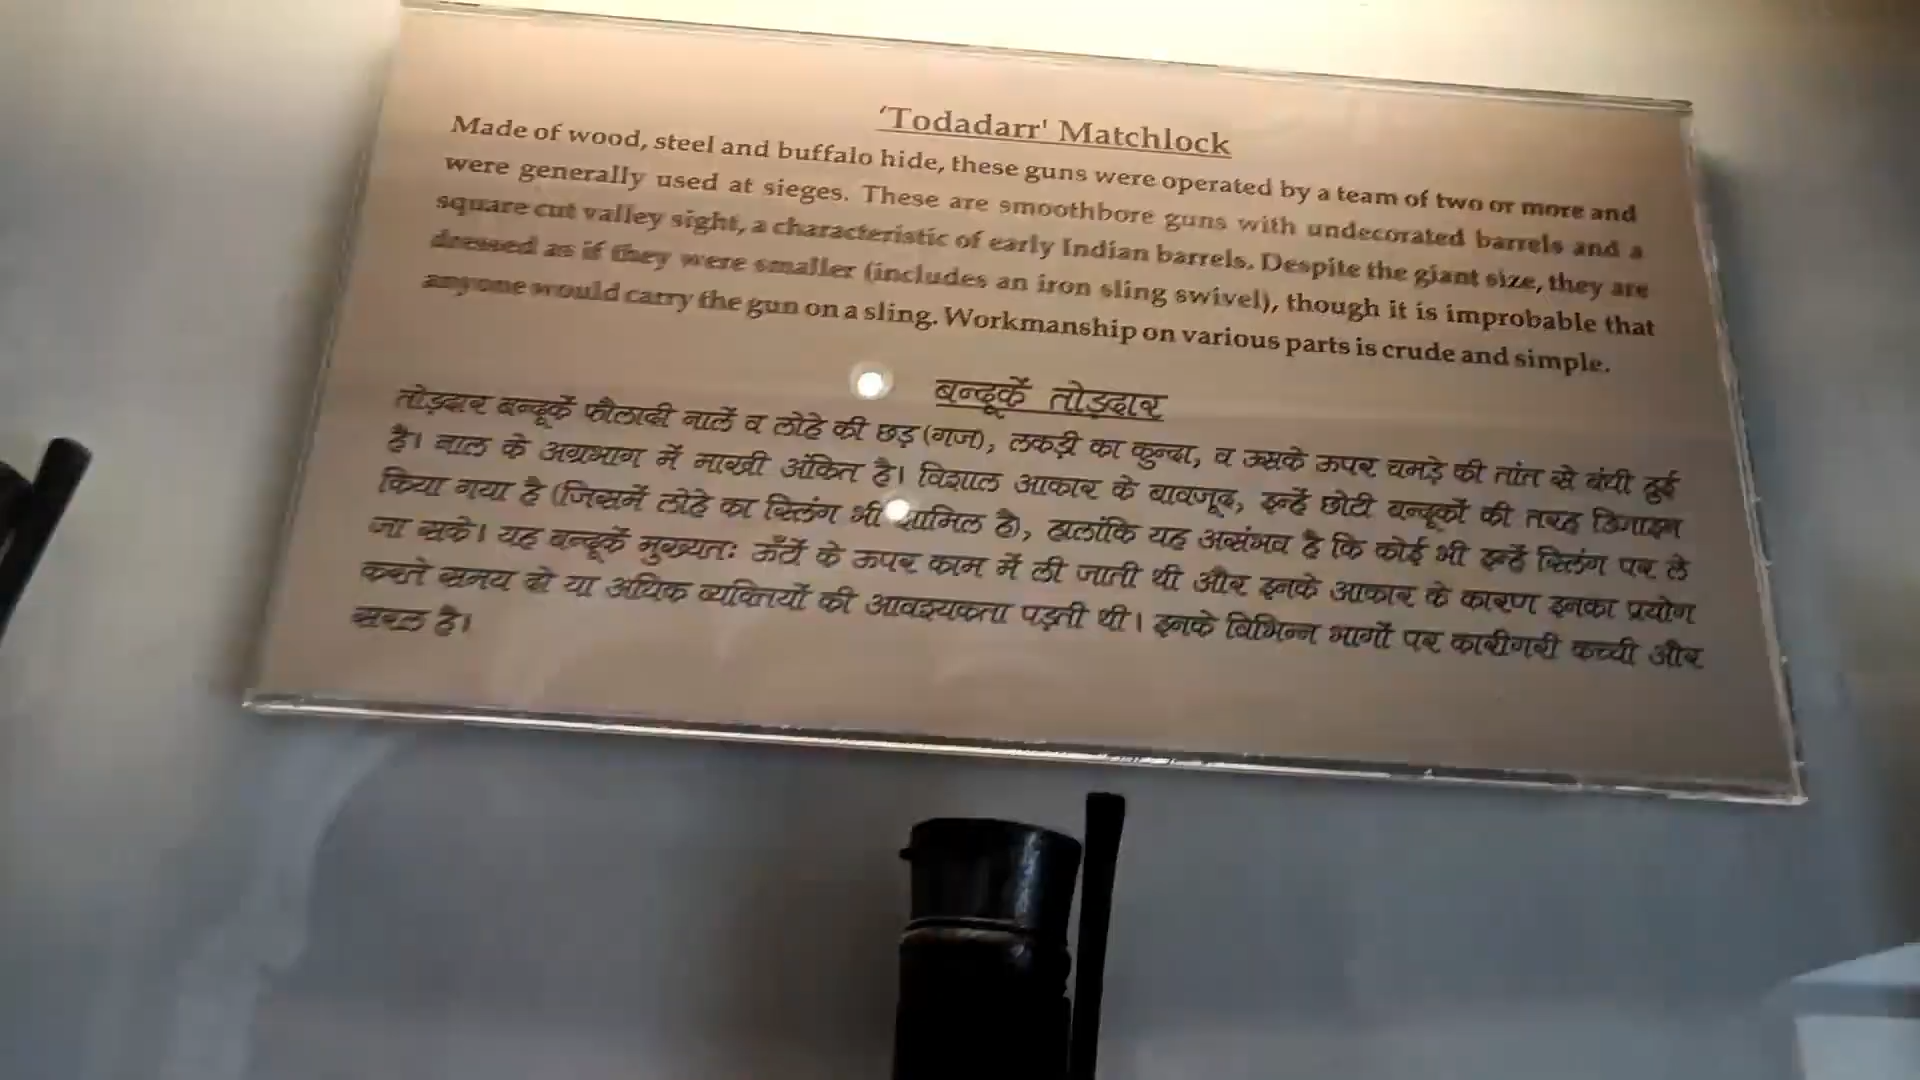 'Todadarr' Matchlock
Made of wood, steel and buffalo hide, these guns were operated by a team of two or more and
were generally used at sieges. These are smoothbore guns with undecorated barrels and a
square cut valley sight, a characteristic of early Indian barrels. Despite the giant size, they are
dressed as if they were smaller (includes an iron sling swivel), though it is improbable that
anyone would carry the gun on a sling. Workmanship on various parts is crude and simple.
बन्दूकें तोड़दार
तोड़दार बन्दूकें फौलादी नालें व लोहे की छड़ (गज), लकड़ी का कुन्दा, व उसके ऊपर चमड़े की तांत से बंधी हुई
है। नाल के अग्रभाग में माखी अंकित है। विशाल आकार के बावजूद, इन्हें छोटी बन्दूकों की तरह डिजाइन
किया गया है (जिसमें लोहे का स्लिंग भी शामिल है), हालांकि यह असंभव है कि कोई भी इन्हें स्लिंग पर ले
जा सके। यह बन्दूकें मुख्यतः ऊँटों के ऊपर काम में ली जाती थी और इनके आकार के कारण इनका प्रयोग
करते समय दो या अधिक व्यक्तियों की आवश्यकता पड़ती थी। इनके विभिन्न भागों पर कारीगरी कच्ची और
सरल है।